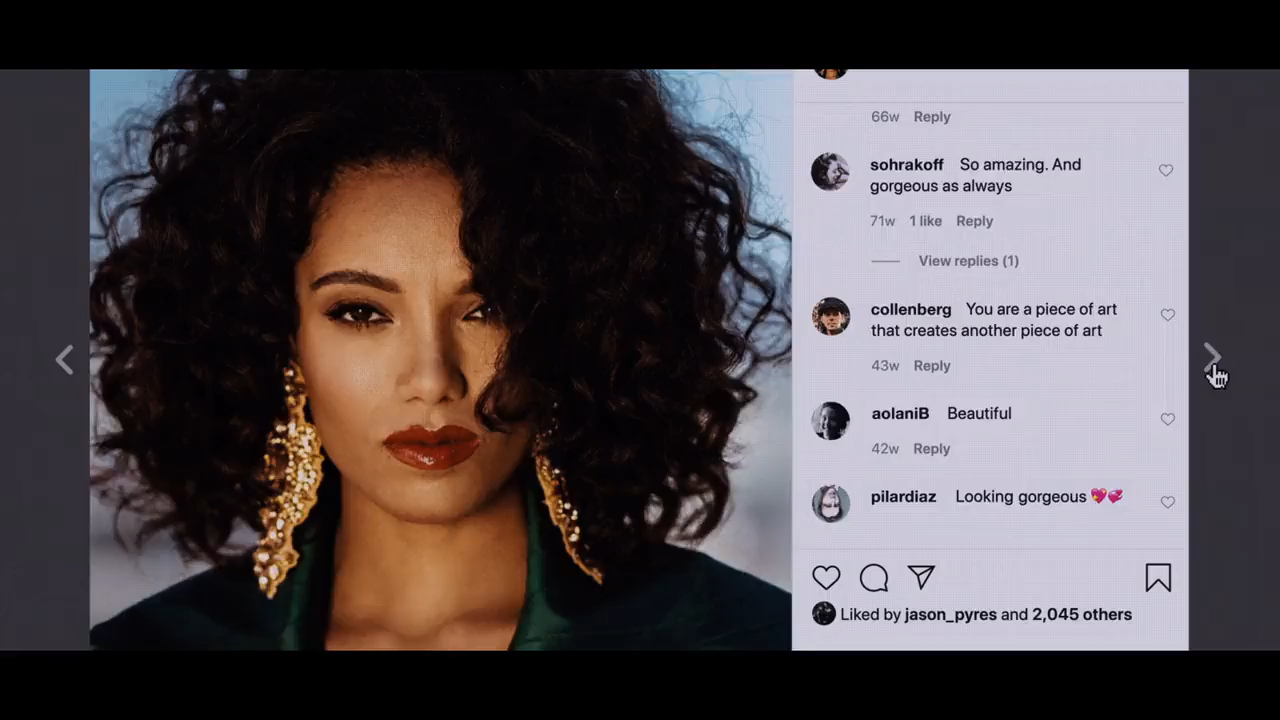 66w Reply
sohrakoff So amazing. And
gorgeous as always
71w 1 like Reply
View replies (1)
collenberg You are a piece of art
that creates another piece of art
43w Reply
aolaniB Beautiful
42w Reply
pilardiaz Looking gorgeous 💖💞
Liked by jason_pyres and 2,045 others